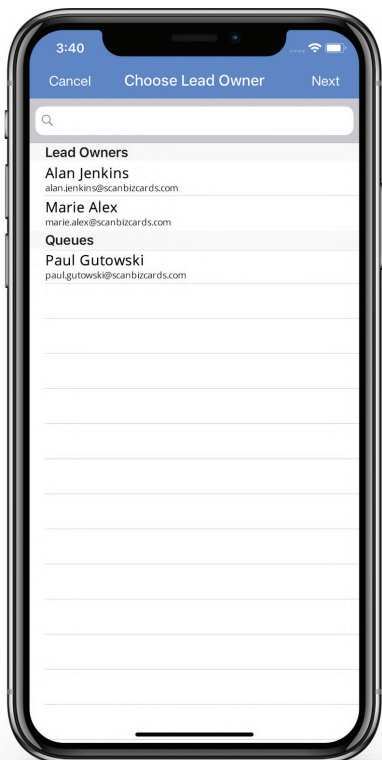 3:40
Cancel Choose Lead Owner Next
Lead Owners
Alan Jenkins
alan.jenkins@scanbizcards.com
Marie Alex
marie.alex@scanbizcards.com
Queues
Paul Gutowski
paul.gutowski@scanbizcards.com